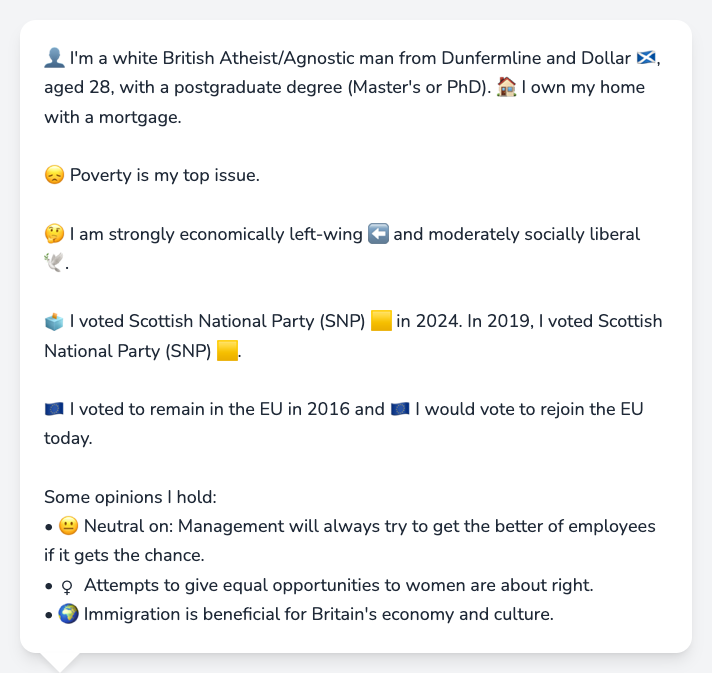 👤 I'm a white British Atheist/Agnostic man from Dunfermline and Dollar 🏴󠁧󠁢󠁳󠁣󠁴󠁿,
aged 28, with a postgraduate degree (Master's or PhD). 🏠 I own my home
with a mortgage.
😞 Poverty is my top issue.
🤔 I am strongly economically left-wing ⬅️ and moderately socially liberal
🕊️.
🗳️ I voted Scottish National Party (SNP) 🟨 in 2024. In 2019, I voted Scottish
National Party (SNP) 🟨.
🇪🇺 I voted to remain in the EU in 2016 and 🇪🇺 I would vote to rejoin the EU
today.
Some opinions I hold:
• 😐 Neutral on: Management will always try to get the better of employees
if it gets the chance.
• ♀ Attempts to give equal opportunities to women are about right.
• 🌍 Immigration is beneficial for Britain's economy and culture.